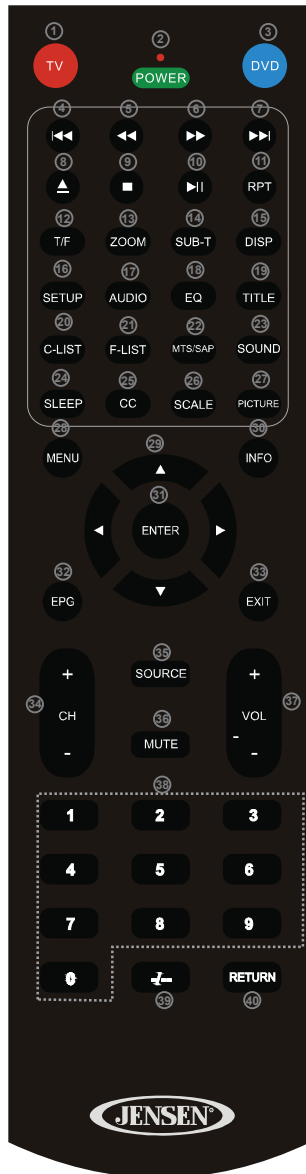 1 2 3
TV POWER DVD
4 5 6 7
8 9 10 11
RPT
12 13 14 15
T/F ZOOM SUB-T DISP
16 17 18 19
SETUP AUDIO EQ TITLE
20 21 22 23
C-LIST F-LIST MTS/SAP SOUND
24 25 26 27
SLEEP CC SCALE PICTURE
28 29 30
MENU INFO
31
ENTER
32 33
EPG EXIT
34 35 37
+ SOURCE +
CH VOL
36
- MUTE - -
38
1 2 3
4 5 6
7 8 9
0 -/-- RETURN
39 40
JENSEN®